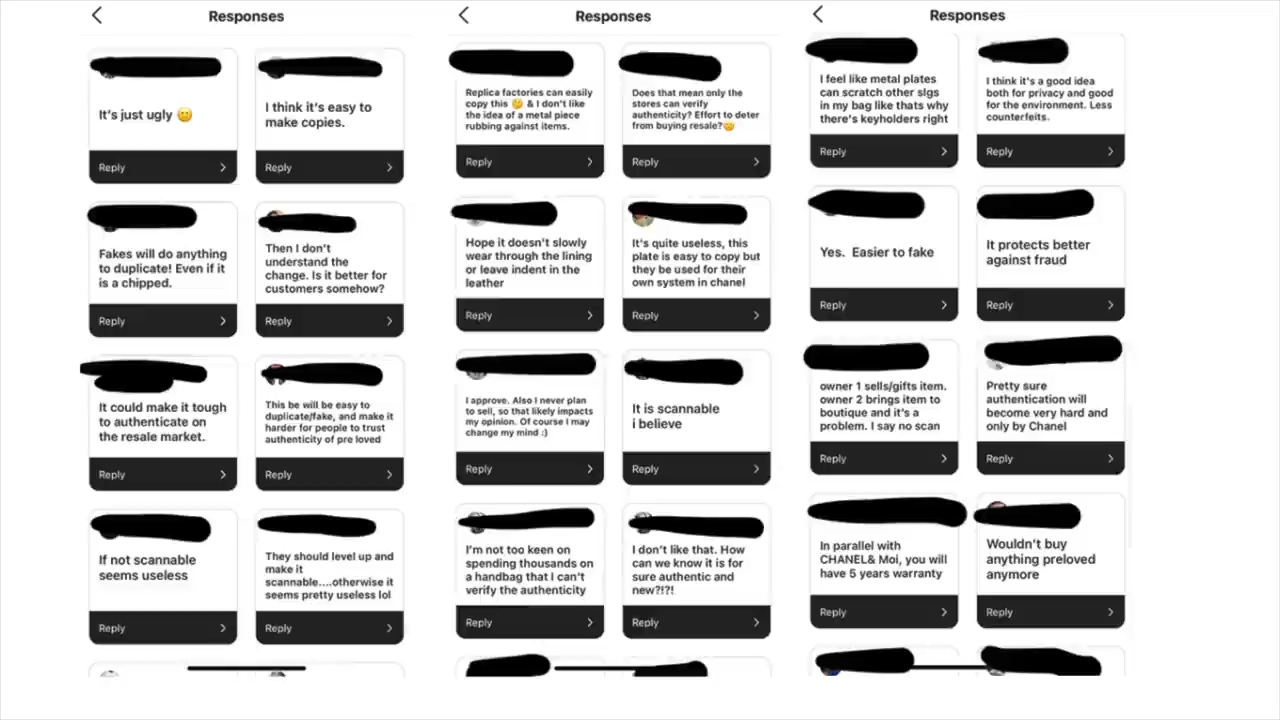 Responses
It's just ugly 🫤
Reply
I think it's easy to
make copies.
Reply
Fakes will do anything
to duplicate! Even if it
is a chipped.
Reply
Then I don't
understand the
change. Is it better for
customers somehow?
Reply
It could make it tough
to authenticate on
the resale market.
Reply
This be will be easy to
duplicate/fake, and make it
harder for people to trust
authenticity of pre loved
Reply
If not scannable
seems useless
Reply
They should level up and
make it
scannable....otherwise it
seems pretty useless lol
Reply
Responses
Replica factories can easily
copy this 🤔 & I don't like
the idea of a metal piece
rubbing against items.
Reply
Does that mean only the
stores can verify
authenticity? Effort to deter
from buying resale?🤨
Reply
Hope it doesn't slowly
wear through the lining
or leave indent in the
leather
Reply
It's quite useless, this
plate is easy to copy but
they be used for their
own system in chanel
Reply
I approve. Also I never plan
to sell, so that likely impacts
my opinion. Of course I may
change my mind :)
Reply
It is scannable
i believe
Reply
I'm not too keen on
spending thousands on
a handbag that I can't
verify the authenticity
Reply
I don't like that. How
can we know it is for
sure authentic and
new?!?!
Reply
Responses
I feel like metal plates
can scratch other slgs
in my bag like thats why
there's keyholders right
Reply
I think it's a good idea
both for privacy and good
for the environment. Less
counterfeits.
Reply
Yes. Easier to fake
Reply
It protects better
against fraud
Reply
owner 1 sells/gifts item.
owner 2 brings item to
boutique and it's a
problem. I say no scan
Reply
Pretty sure
authentication will
become very hard and
only by Chanel
Reply
In parallel with
CHANEL& Moi, you will
have 5 years warranty
Reply
Wouldn't buy
anything preloved
anymore
Reply